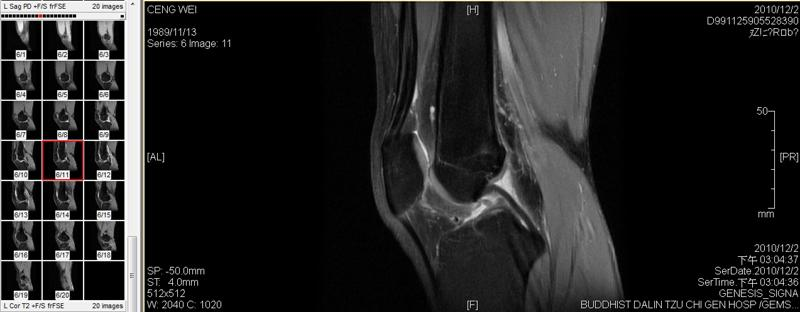 L Sag PD +F/S frFSE 20 images
6/1 6/2 6/3
6/4 6/5 6/6
6/7 6/8 6/9
6/10 6/11 6/12
6/13 6/14 6/15
6/16 6/17 6/18
6/19 6/20
L Cor T2 +F/S frFSE 20 images
CENG WEI
1989/11/13
Series: 6 Image: 11
[H]
2010/12/2
D991125905528390
[AL]
50
mm
[PR]
SP: -50.0mm
ST: 4.0mm
512x512
W: 2040 C: 1020
[F]
2010/12/2
下午 03:04:37
SerDate.2010/12/2
SerTime.下午 03:04:36
GENESIS_SIGNA
BUDDHIST DALIN TZU CHI GEN HOSP /GEMS...